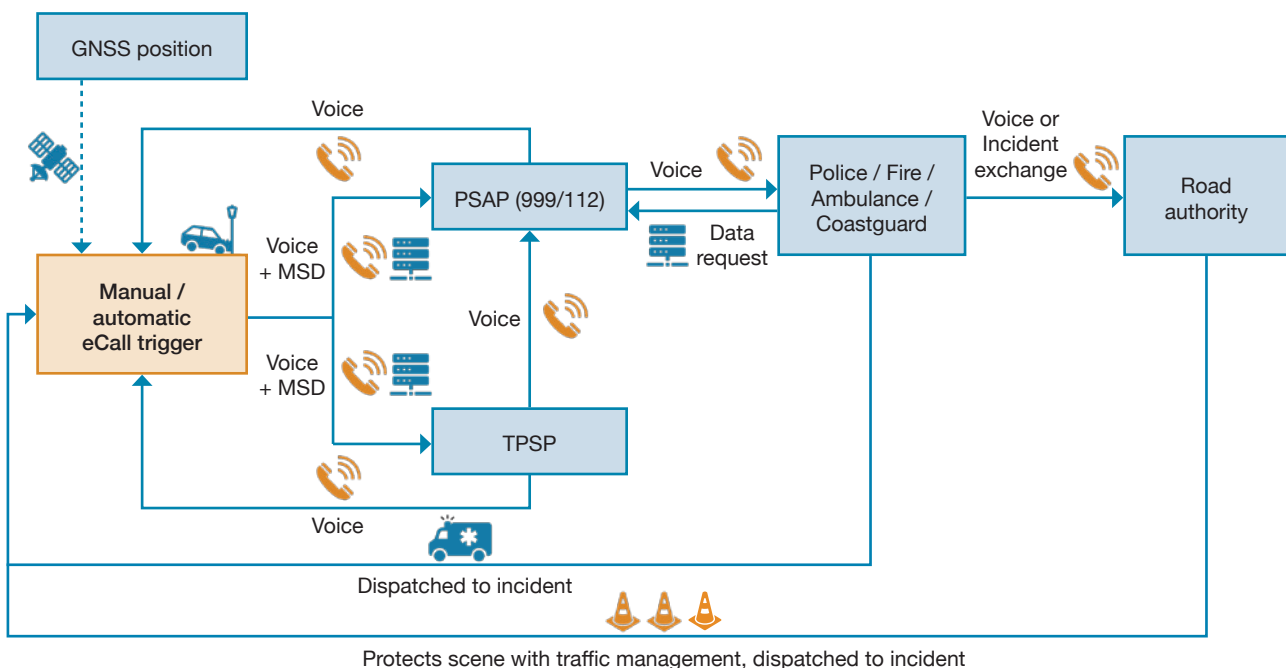 GNSS position
Voice
Voice or
Incident
exchange
Voice
PSAP (999/112)
Police / Fire /
Ambulance /
Coastguard
Road
authority
Data
request
Voice
+ MSD
Manual /
automatic
eCall trigger
Voice
Voice
+ MSD
TPSP
Voice
Dispatched to incident
Protects scene with traffic management, dispatched to incident